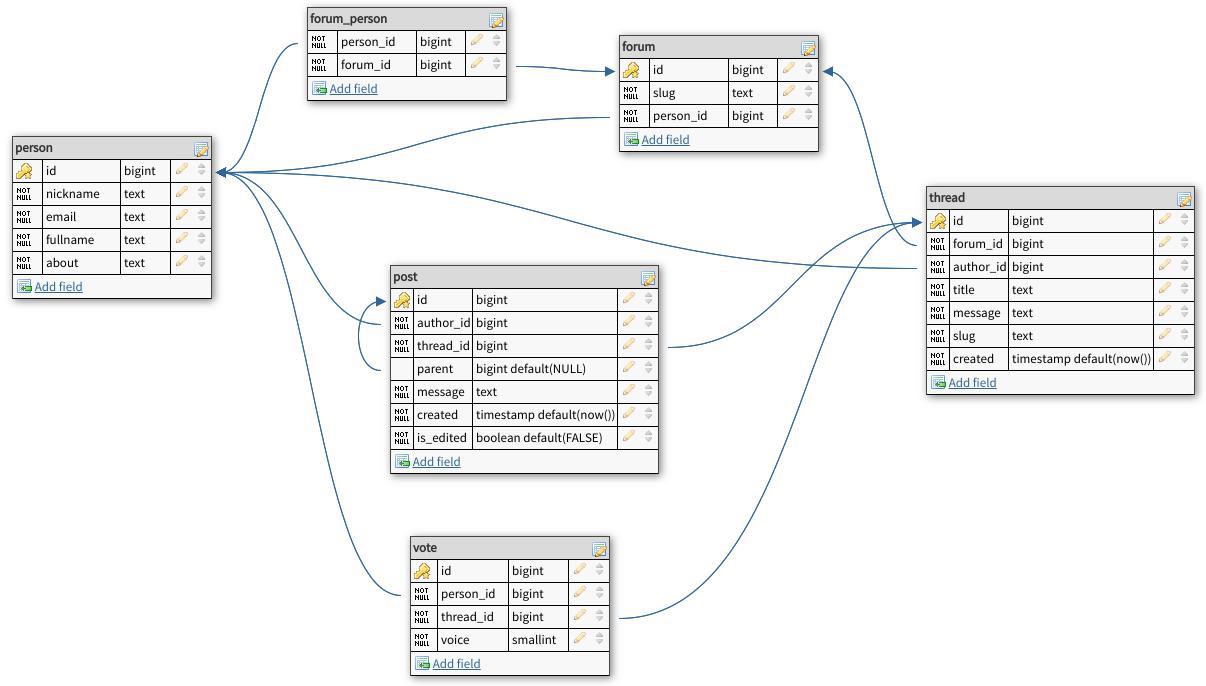 forum_person
NOT NULL person_id bigint
NOT NULL forum_id bigint
Add field
forum
id bigint
NOT NULL slug text
NOT NULL person_id bigint
Add field
person
id bigint
NOT NULL nickname text
NOT NULL email text
NOT NULL fullname text
NOT NULL about text
Add field
thread
id bigint
NOT NULL forum_id bigint
NOT NULL author_id bigint
NOT NULL title text
NOT NULL message text
NOT NULL slug text
NOT NULL created timestamp default(now())
Add field
post
id bigint
NOT NULL author_id bigint
NOT NULL thread_id bigint
parent bigint default(NULL)
NOT NULL message text
NOT NULL created timestamp default(now())
NOT NULL is_edited boolean default(FALSE)
Add field
vote
id bigint
NOT NULL person_id bigint
NOT NULL thread_id bigint
NOT NULL voice smallint
Add field